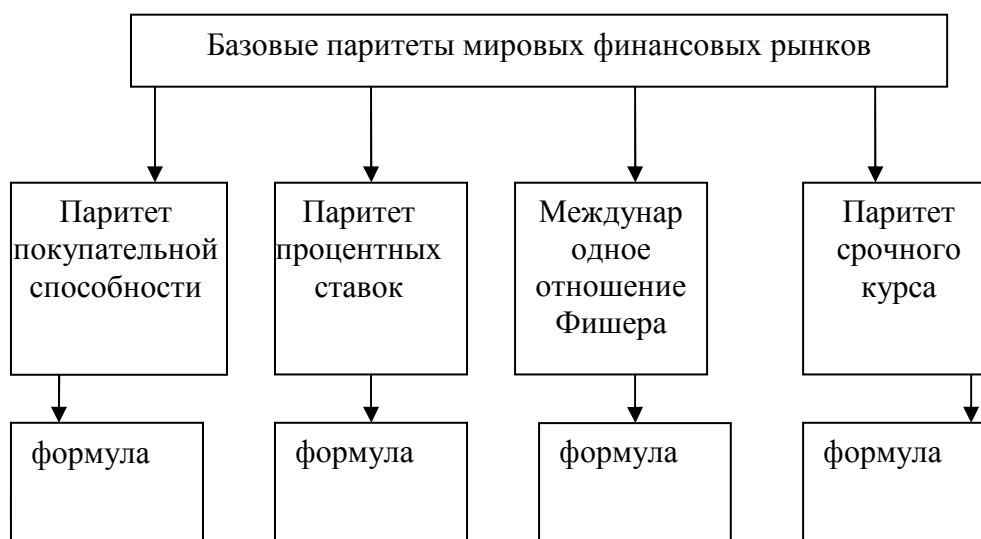 Базовые паритеты мировых финансовых рынков
Паритет
покупательной
способности
Паритет
процентных
ставок
Междунар
одное
отношение
Фишера
Паритет
срочного
курса
формула
формула
формула
формула